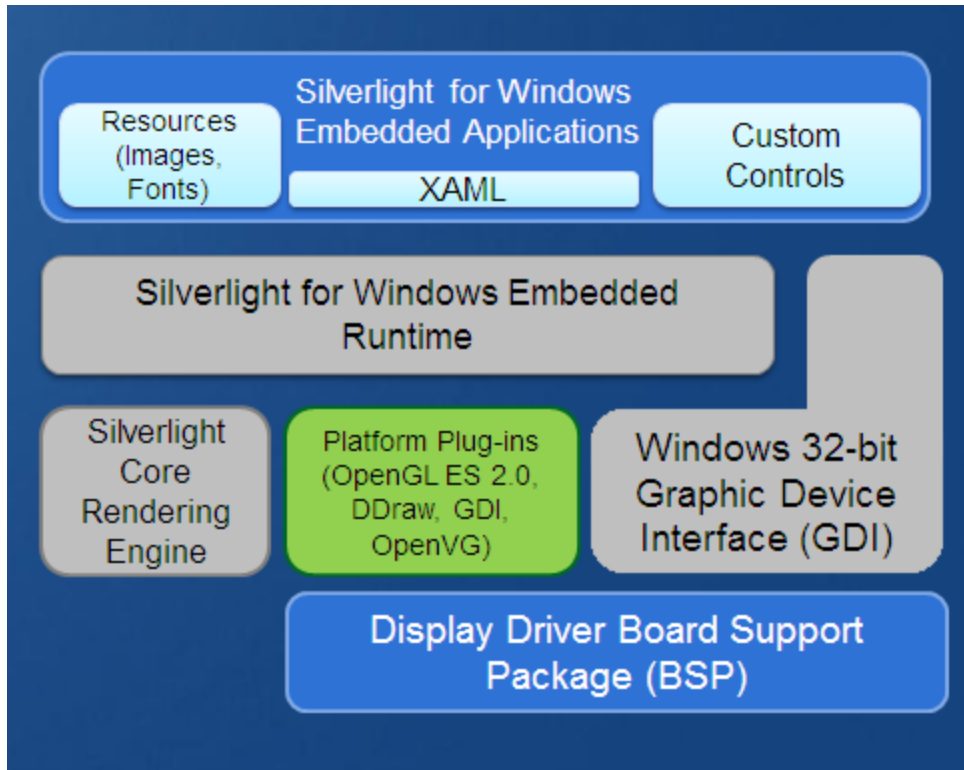 Silverlight for Windows
Embedded Applications
Resources
(Images,
Fonts)
XAML
Custom
Controls
Silverlight for Windows Embedded
Runtime
Silverlight
Core
Rendering
Engine
Platform Plug-ins
(OpenGL ES 2.0,
DDraw, GDI,
OpenVG)
Windows 32-bit
Graphic Device
Interface (GDI)
Display Driver Board Support
Package (BSP)